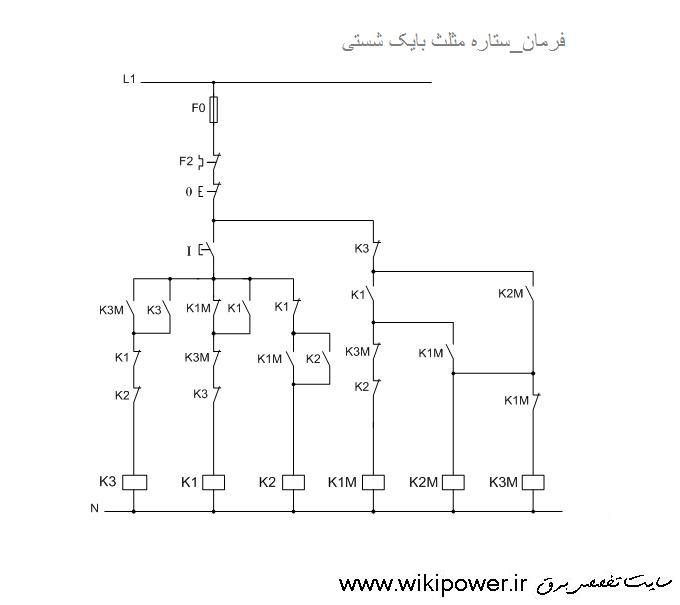 فرمان_ستاره مثلث بایک شستی
L1
F0
F2
0
I
K3
K3M K3 K1M K1 K1 K1 K2M
K1 K3M K1M K2 K3M K1M
K2 K3 K2 K1M
K3 K1 K2 K1M K2M K3M
N
www.wikipower.ir سایت تخصصی برق